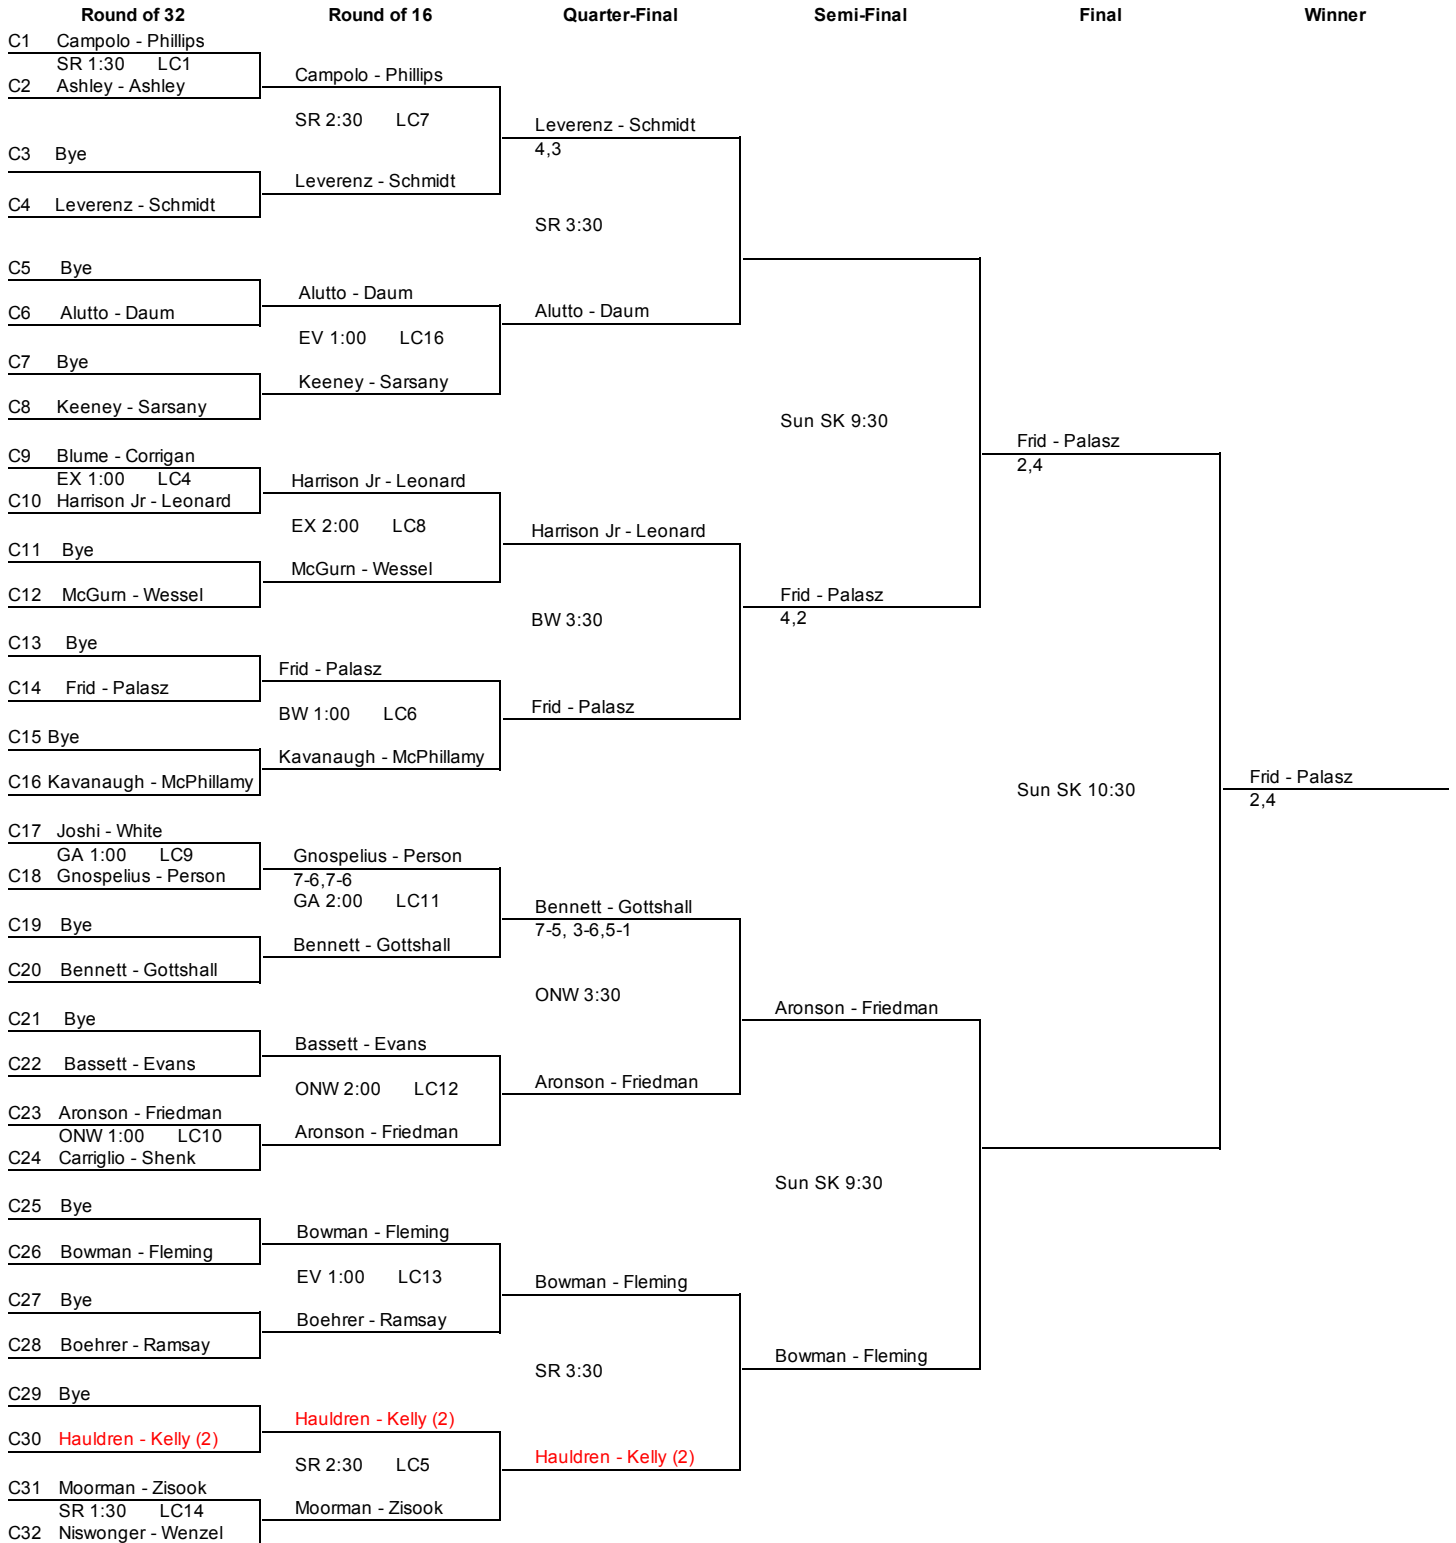 Round of 32 Round of 16 Quarter-Final Semi-Final Final Winner
C1 Campolo - Phillips
SR 1:30 LC1
C2 Ashley - Ashley
C3 Bye
C4 Leverenz - Schmidt
C5 Bye
C6 Alutto - Daum
C7 Bye
C8 Keeney - Sarsany
C9 Blume - Corrigan
EX 1:00 LC4
C10 Harrison Jr - Leonard
C11 Bye
C12 McGurn - Wessel
C13 Bye
C14 Frid - Palasz
C15 Bye
C16 Kavanaugh - McPhillamy
C17 Joshi - White
GA 1:00 LC9
C18 Gnospelius - Person
C19 Bye
C20 Bennett - Gottshall
C21 Bye
C22 Bassett - Evans
C23 Aronson - Friedman
ONW 1:00 LC10
C24 Carriglio - Shenk
C25 Bye
C26 Bowman - Fleming
C27 Bye
C28 Boehrer - Ramsay
C29 Bye
C30 Hauldren - Kelly (2)
C31 Moorman - Zisook
SR 1:30 LC14
C32 Niswonger - Wenzel
Campolo - Phillips
SR 2:30 LC7
Leverenz - Schmidt
Alutto - Daum
EV 1:00 LC16
Keeney - Sarsany
Harrison Jr - Leonard
EX 2:00 LC8
McGurn - Wessel
Frid - Palasz
BW 1:00 LC6
Kavanaugh - McPhillamy
Gnospelius - Person
7-6,7-6
GA 2:00 LC11
Bennett - Gottshall
Bassett - Evans
ONW 2:00 LC12
Aronson - Friedman
Bowman - Fleming
EV 1:00 LC13
Boehrer - Ramsay
Hauldren - Kelly (2)
SR 2:30 LC5
Moorman - Zisook
Leverenz - Schmidt
4,3
SR 3:30
Alutto - Daum
Harrison Jr - Leonard
BW 3:30
Frid - Palasz
Bennett - Gottshall
7-5, 3-6,5-1
ONW 3:30
Aronson - Friedman
Bowman - Fleming
SR 3:30
Hauldren - Kelly (2)
Sun SK 9:30
Frid - Palasz
4,2
Aronson - Friedman
Sun SK 9:30
Bowman - Fleming
Frid - Palasz
2,4
Sun SK 10:30
Frid - Palasz
2,4